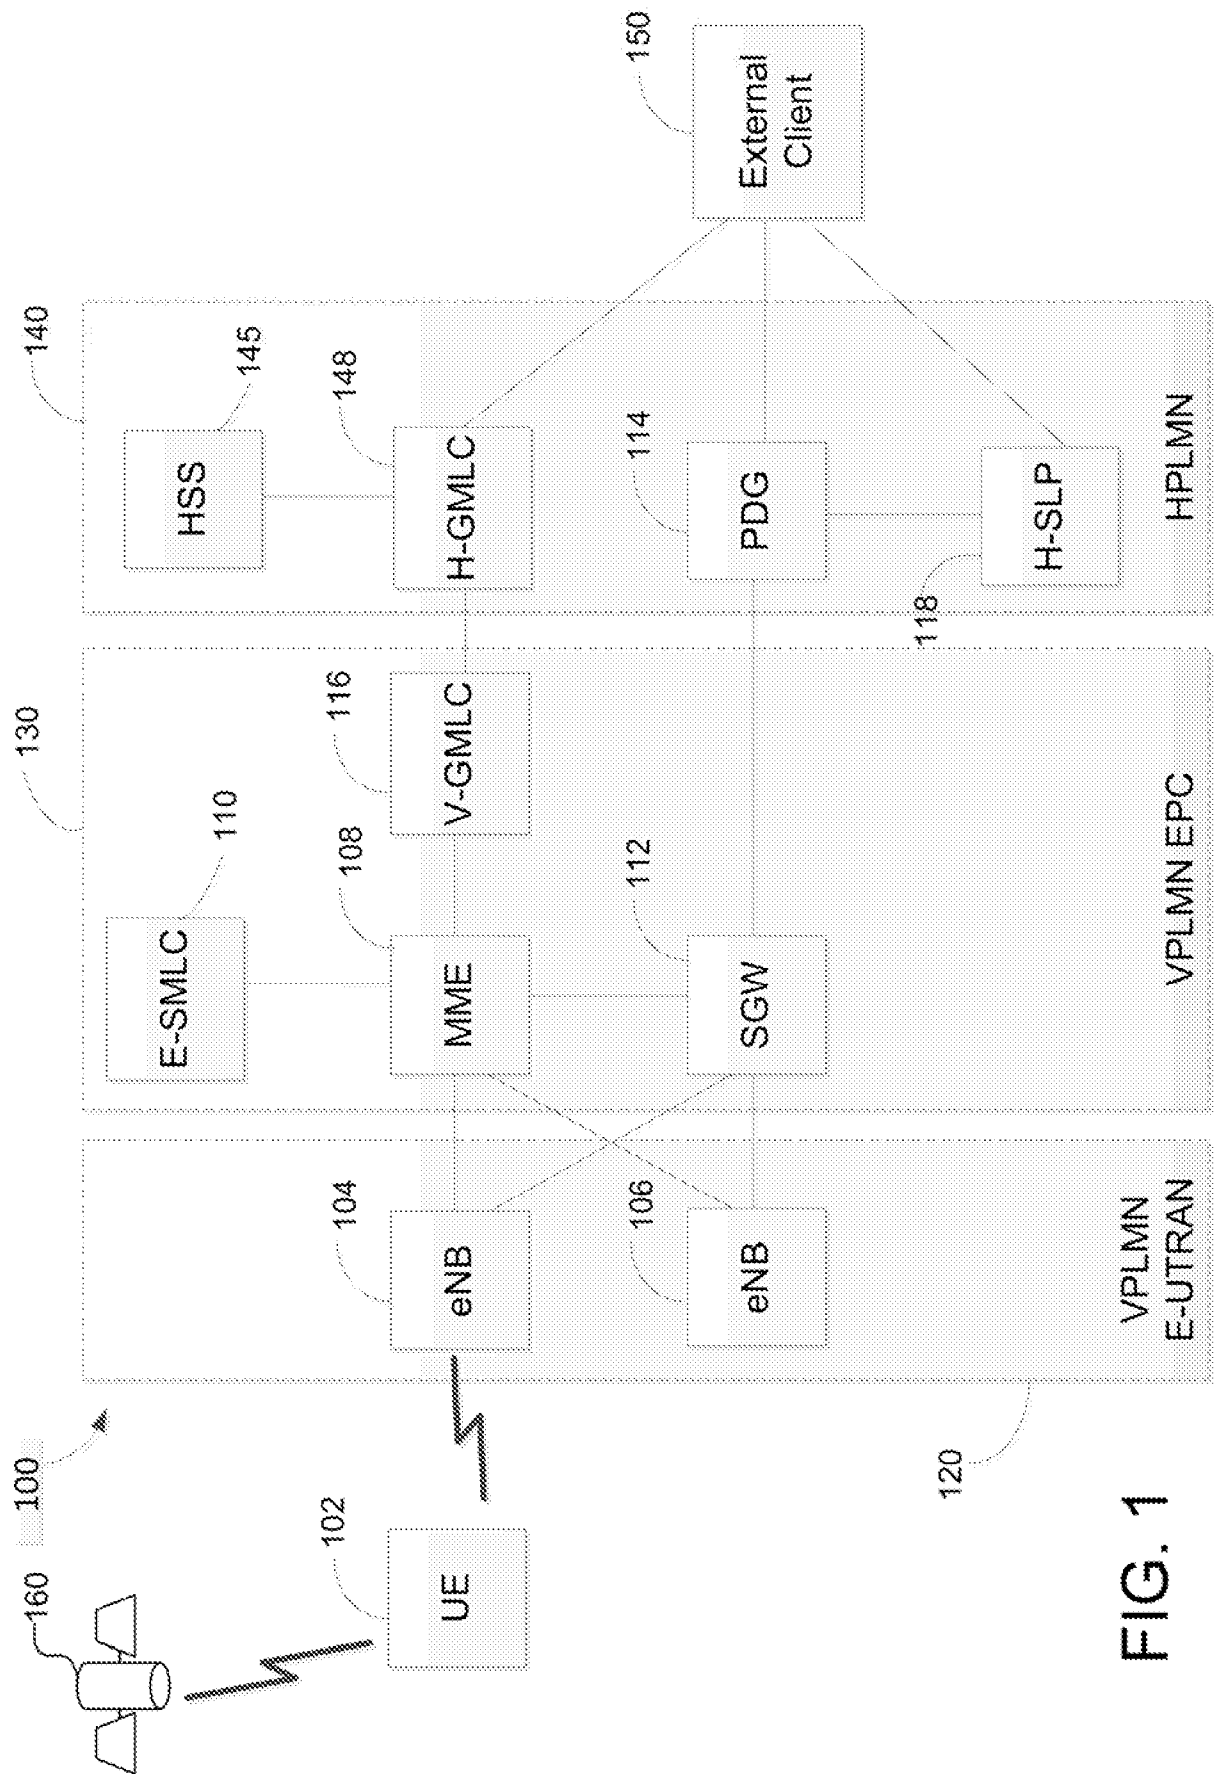 160
100
UE
102
eNB
104
eNB
106
VPLMN
E-UTRAN
120
130
E-SMLC
110
MME
108
V-GMLC
116
SGW
112
VPLMN EPC
140
HSS
145
H-GMLC
148
PDG
114
H-SLP
118
HPLMN
External
Client
150
FIG. 1